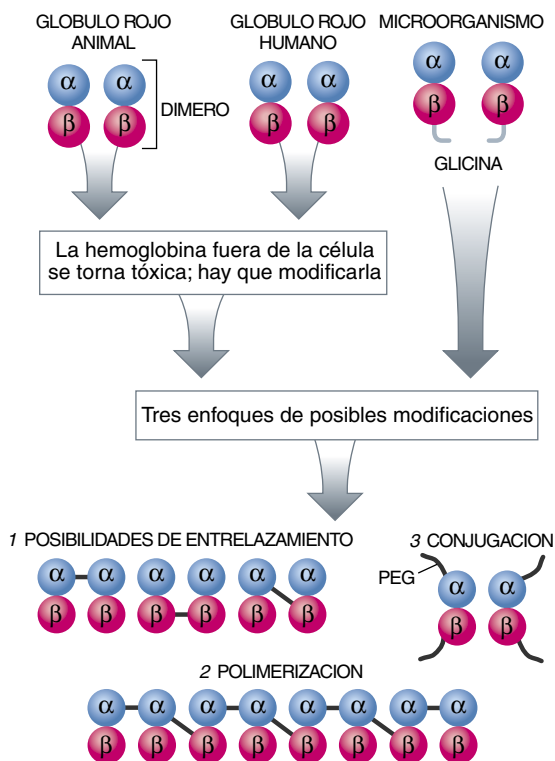 GLOBULO ROJO
ANIMAL
GLOBULO ROJO
HUMANO
MICROORGANISMO
α α
β β
DIMERO
α α
β β
α α
β β
GLICINA
La hemoglobina fuera de la célula
se torna tóxica; hay que modificarla
Tres enfoques de posibles modificaciones
1 POSIBILIDADES DE ENTRELAZAMIENTO
α α α α α α
β β β β β β
3 CONJUGACION
PEG
α α
β β
2 POLIMERIZACION
α α α α α α α α
β β β β β β β β